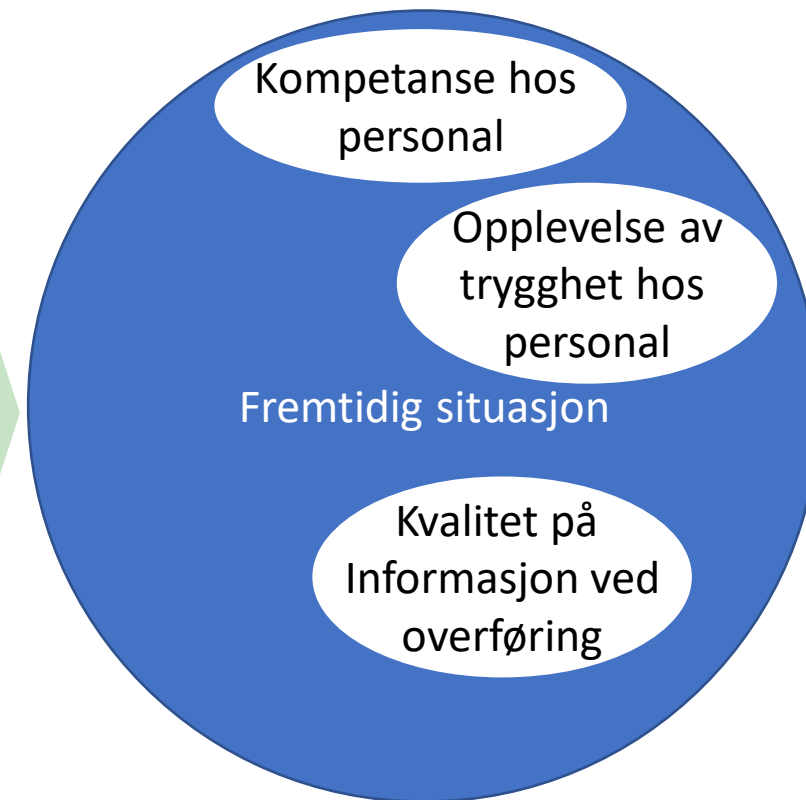 Kompetanse hos
personal
Opplevelse av
trygghet hos
personal
Fremtidig situasjon
Kvalitet på
Informasjon ved
overføring